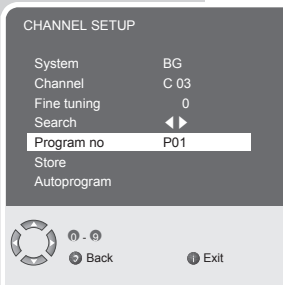 CHANNEL SETUP
System BG
Channel C 03
Fine tuning 0
Search
Program no P01
Store
Autoprogram
0 - 9
Back
i Exit